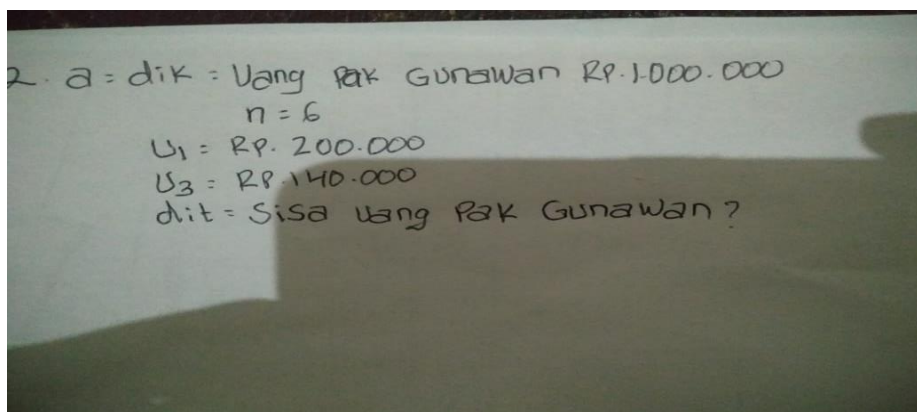 2. a = dik = Uang Pak Gunawan RP. 1.000.000
n = 6
U1 = RP. 200.000
U3 = RP. 140.000
dit = Sisa uang Pak Gunawan?